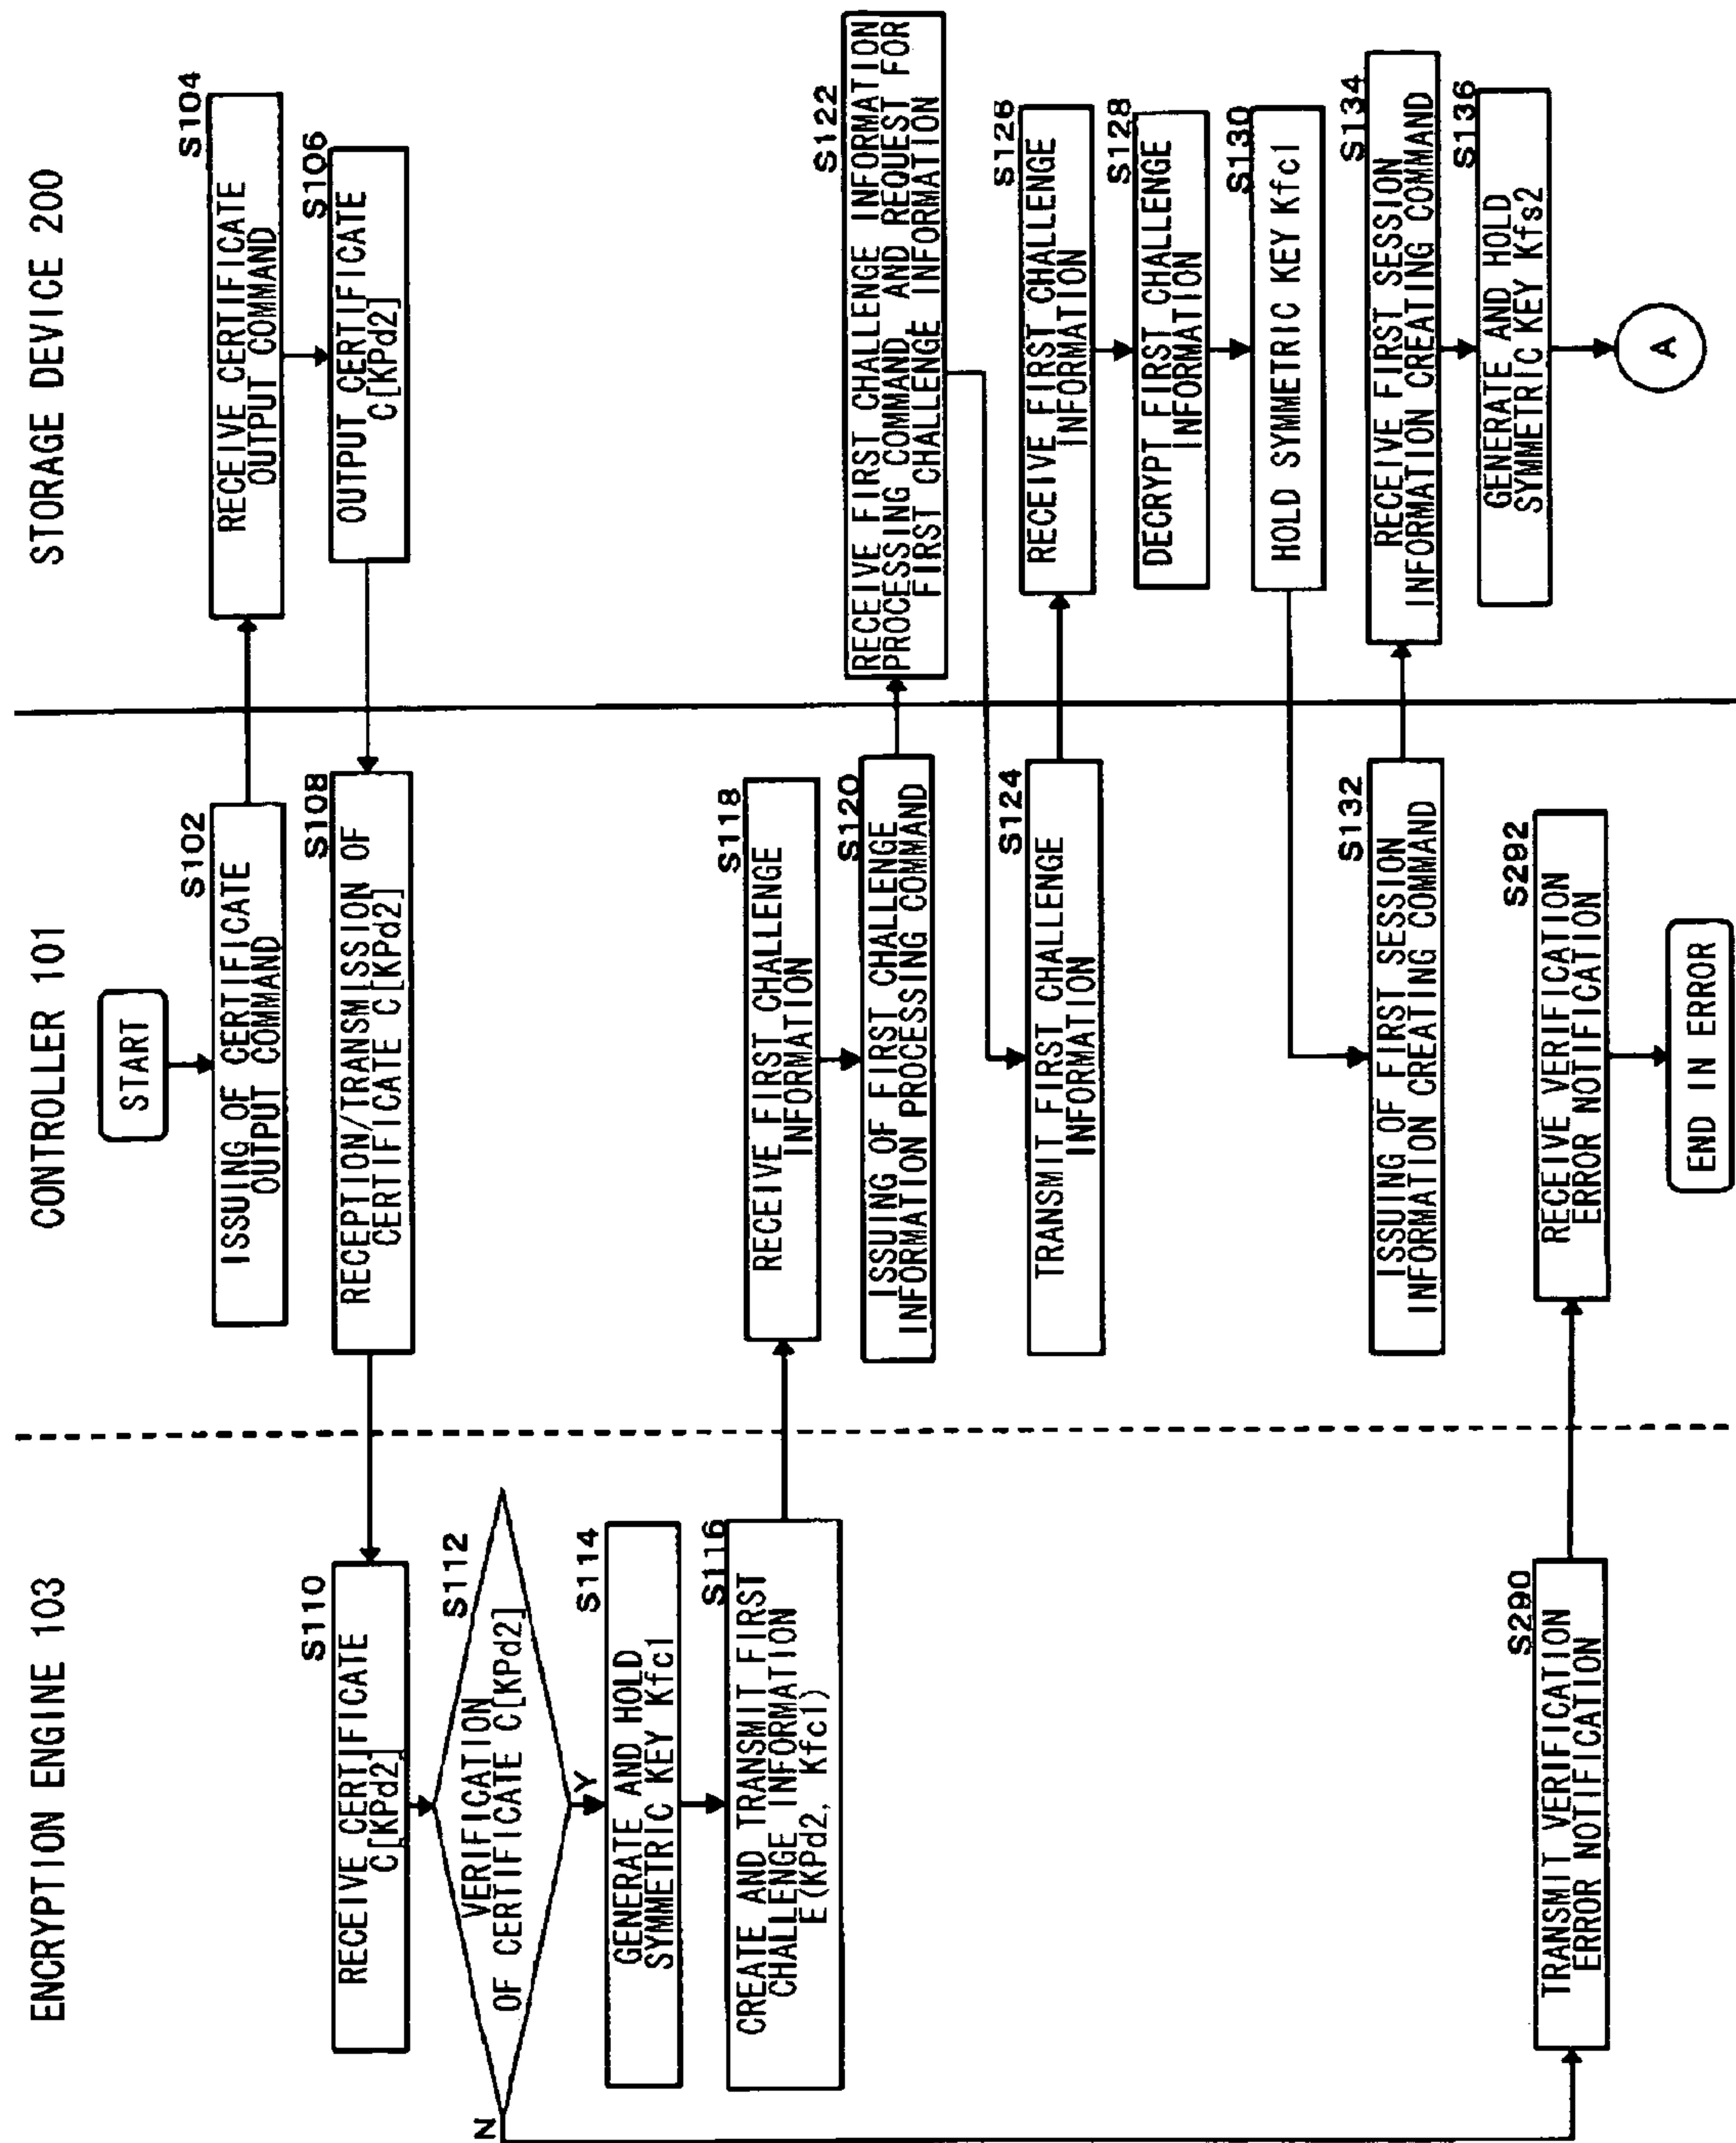 ENCRYPTION ENGINE 103
CONTROLLER 101
STORAGE DEVICE 200
START
S102
ISSUING OF CERTIFICATE
OUTPUT COMMAND
S104
RECEIVE CERTIFICATE
OUTPUT COMMAND
S106
OUTPUT CERTIFICATE
C[KPd2]
S108
RECEPTION/TRANSMISSION OF
CERTIFICATE C[KPd2]
S110
RECEIVE CERTIFICATE
C[KPd2]
S112
VERIFICATION
OF CERTIFICATE C[KPd2]
N
Y
S114
GENERATE AND HOLD
SYMMETRIC KEY Kfc1
S116
CREATE AND TRANSMIT FIRST
CHALLENGE INFORMATION
E(KPd2, Kfc1)
S118
RECEIVE FIRST CHALLENGE
INFORMATION
S120
ISSUING OF FIRST CHALLENGE
INFORMATION PROCESSING COMMAND
S122
RECEIVE FIRST CHALLENGE INFORMATION
PROCESSING COMMAND AND REQUEST FOR
FIRST CHALLENGE INFORMATION
S124
TRANSMIT FIRST CHALLENGE
INFORMATION
S126
RECEIVE FIRST CHALLENGE
INFORMATION
S128
DECRYPT FIRST CHALLENGE
INFORMATION
S130
HOLD SYMMETRIC KEY Kfc1
S132
ISSUING OF FIRST SESSION
INFORMATION CREATING COMMAND
S134
RECEIVE FIRST SESSION
INFORMATION CREATING COMMAND
S136
GENERATE AND HOLD
SYMMETRIC KEY Kfs2
A
S290
TRANSMIT VERIFICATION
ERROR NOTIFICATION
S292
RECEIVE VERIFICATION
ERROR NOTIFICATION
END IN ERROR